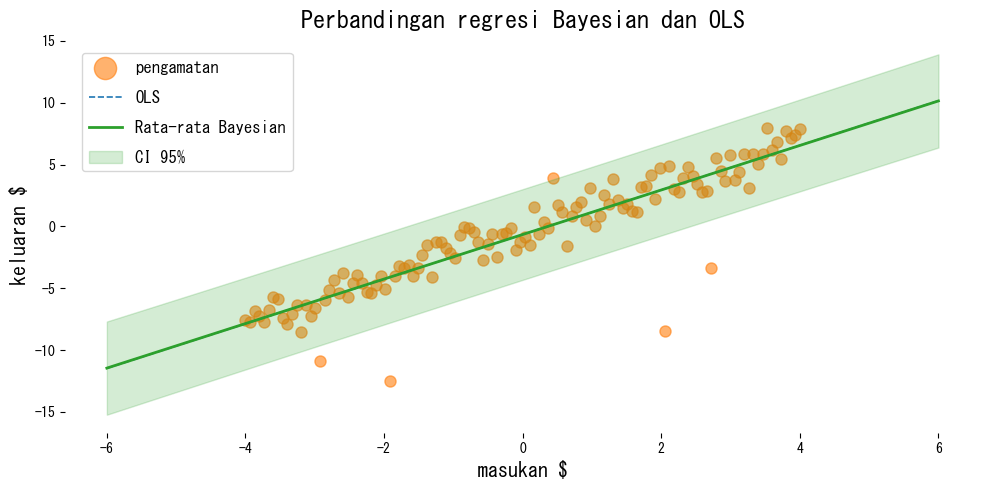 Perbandingan regresi Bayesian dan OLS
pengamatan
OLS
Rata-rata Bayesian
CI 95%
keluaran $
15
10
5
0
−5
−10
−15
−6
−4
−2
0
2
4
6
masukan $